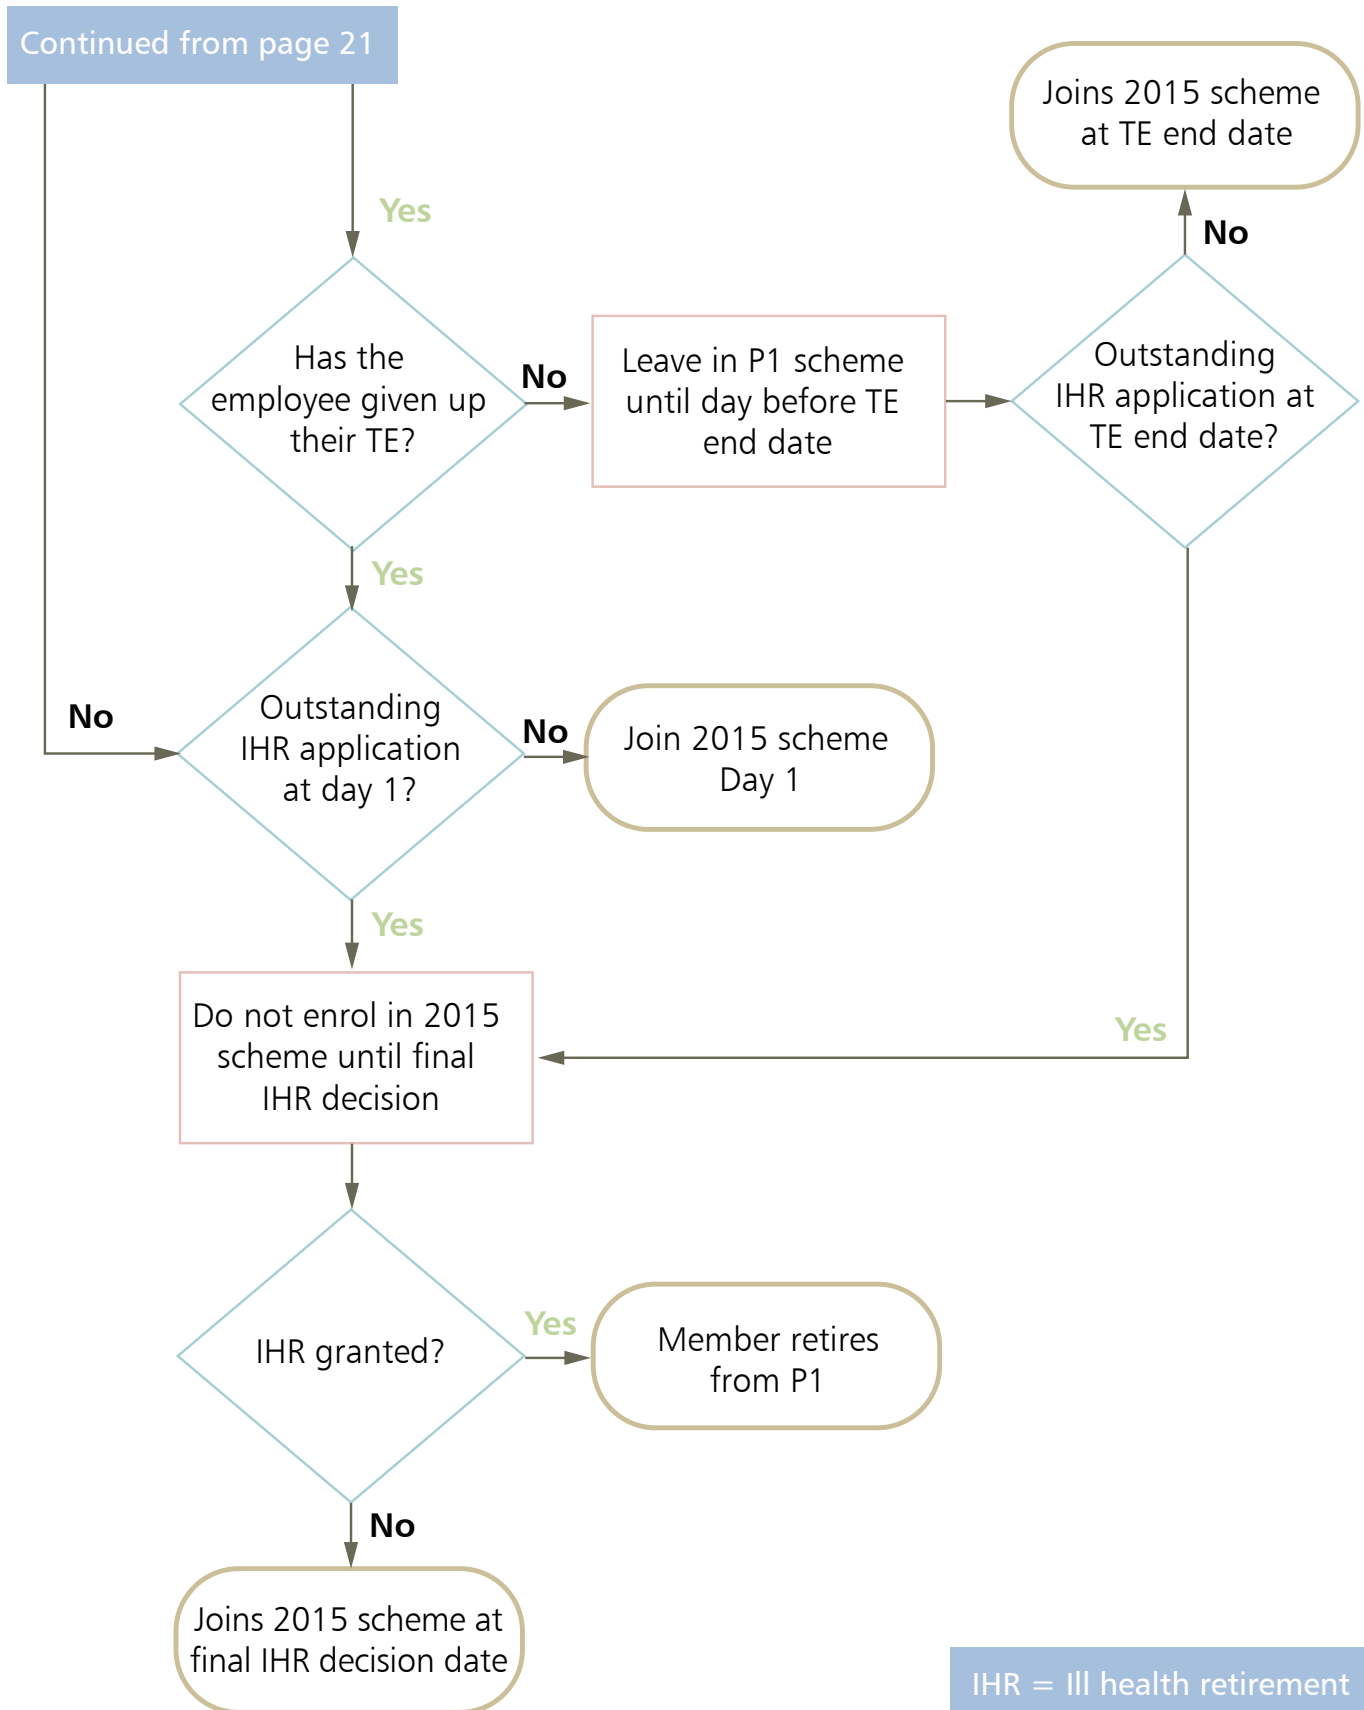 Continued from page 21
Joins 2015 scheme
at TE end date
Yes
No
Has the
employee given up
their TE?
No
Leave in P1 scheme
until day before TE
end date
Outstanding
IHR application at
TE end date?
Yes
No
Outstanding
IHR application
at day 1?
No
Join 2015 scheme
Day 1
Yes
Do not enrol in 2015
scheme until final
IHR decision
Yes
IHR granted?
Yes
Member retires
from P1
No
Joins 2015 scheme at
final IHR decision date
IHR = Ill health retirement